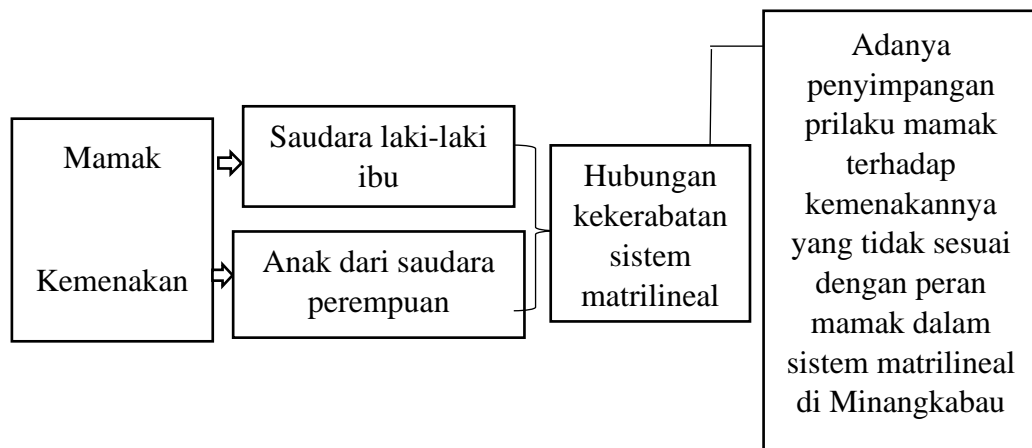 Mamak
Kemenakan
Saudara laki-laki
ibu
Anak dari saudara
perempuan
Hubungan
kekerabatan
sistem
matrilineal
Adanya
penyimpangan
prilaku mamak
terhadap
kemenakannya
yang tidak sesuai
dengan peran
mamak dalam
sistem matrilineal
di Minangkabau